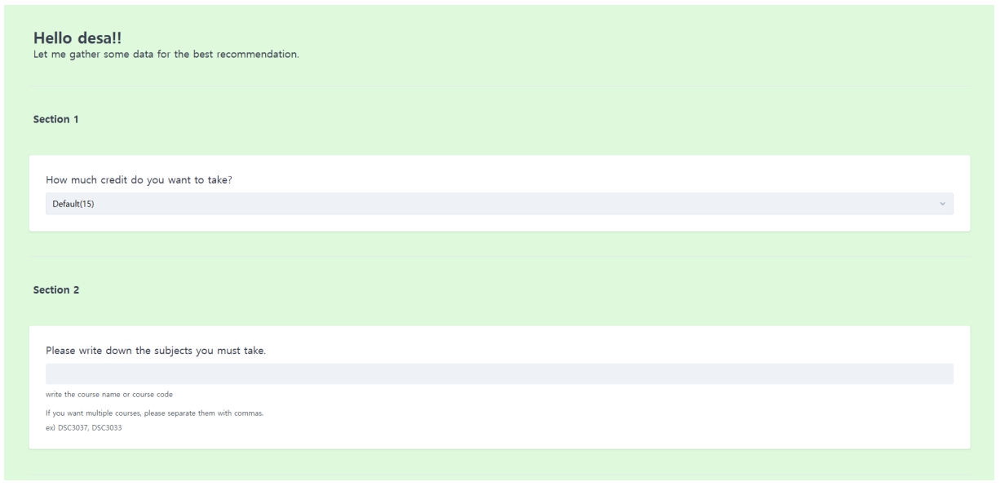 Hello desa!!
Let me gather some data for the best recommendation.
Section 1
How much credit do you want to take?
Default(15)
Section 2
Please write down the subjects you must take.
write the course name or course code
If you want multiple courses, please separate them with commas.
ex) DSC3037, DSC3033